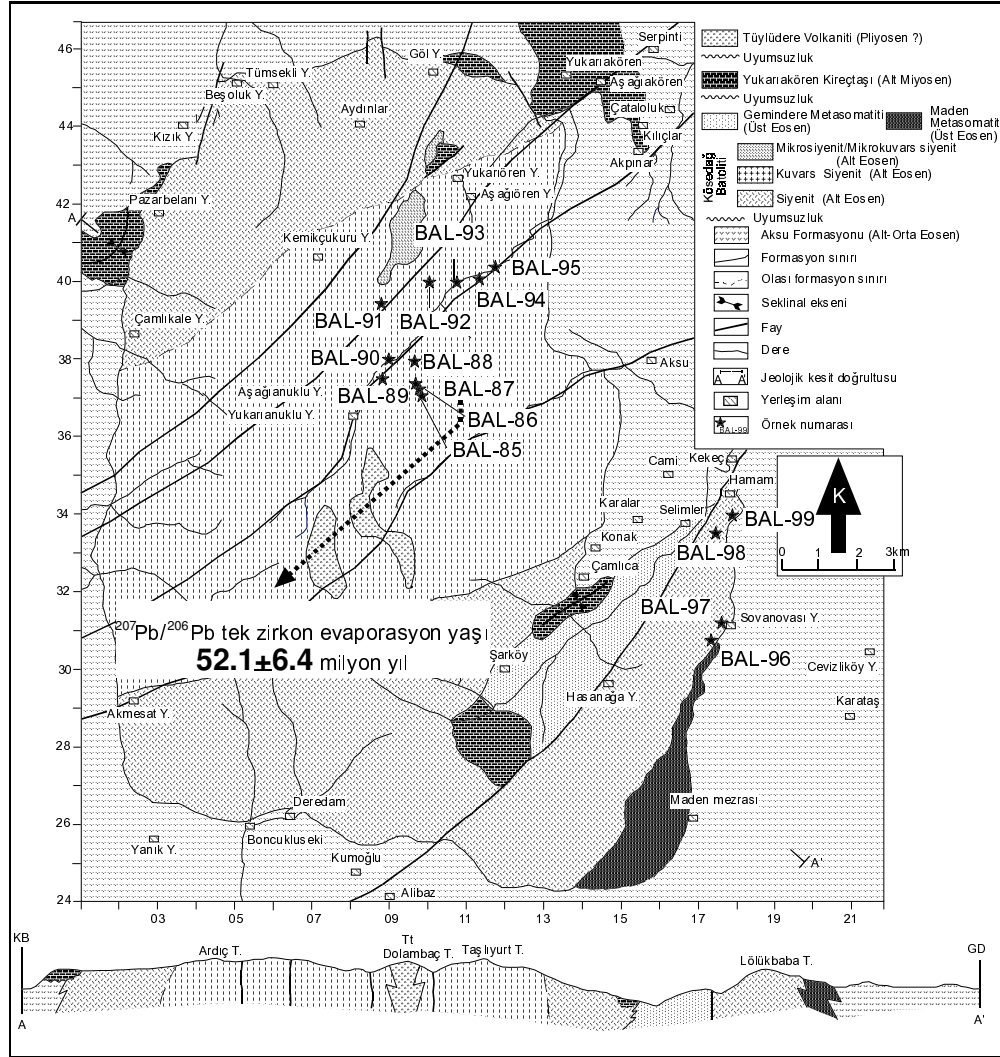 46
44
42
40
38
36
34
32
30
28
26
24
03
05
07
09
11
13
15
17
19
21
Serpinti
Göl Y.
Yukarıakören
Tümsekli Y.
Aşağıakören
Beşoluk Y.
Aydınlar
Çataloluk
Kızık Y.
Kılıçlar
Akpınar
Yukarıören Y.
Pazarbelanı Y.
Aşağıören Y.
A
Kemikçukuru Y.
BAL-93
BAL-95
BAL-94
BAL-91
BAL-92
Çamlıkale Y.
BAL-90
BAL-88
Aksu
BAL-89
BAL-87
Aşağıanuklu Y.
Yukarıanuklu Y.
BAL-86
BAL-85
Cami
Kekeç
Hamam
Karalar
Selimler
BAL-99
Konak
BAL-98
Çamlıca
BAL-97
Sovanovası Y.
207Pb/206Pb tek zirkon evaporasyon yaşı
52.1±6.4 milyon yıl
Şarköy
BAL-96
Cevizliköy Y.
Hasanağa Y.
Karataş
Akmesat Y.
Deredam
Maden mezrası
Boncukluseki
Yanık Y.
Kumoğlu
A'
Alibaz
Tüylüdere Volkaniti (Pliyosen ?)
Uyumsuzluk
Yukarıakören Kireçtaşı (Alt Miyosen)
Uyumsuzluk
Gemindere Metasomatiti
(Üst Eosen)
Maden
Metasomatit
(Üst Eosen)
Kösedağ
Batoliti
Mikrosiyenit/Mikrokuvars siyenit
(Alt Eosen)
Kuvars Siyenit (Alt Eosen)
Siyenit (Alt Eosen)
Uyumsuzluk
Aksu Formasyonu (Alt-Orta Eosen)
Formasyon sınırı
Olası formasyon sınırı
Seklinal ekseni
Fay
Dere
A A' Jeolojik kesit doğrultusu
Yerleşim alanı
BAL-99 Örnek numarası
K
0 1 2 3km
KB
Ardıç T.
Tt
Dolambaç T.
Taşlıyurt T.
Lölükbaba T.
GD
A
A'